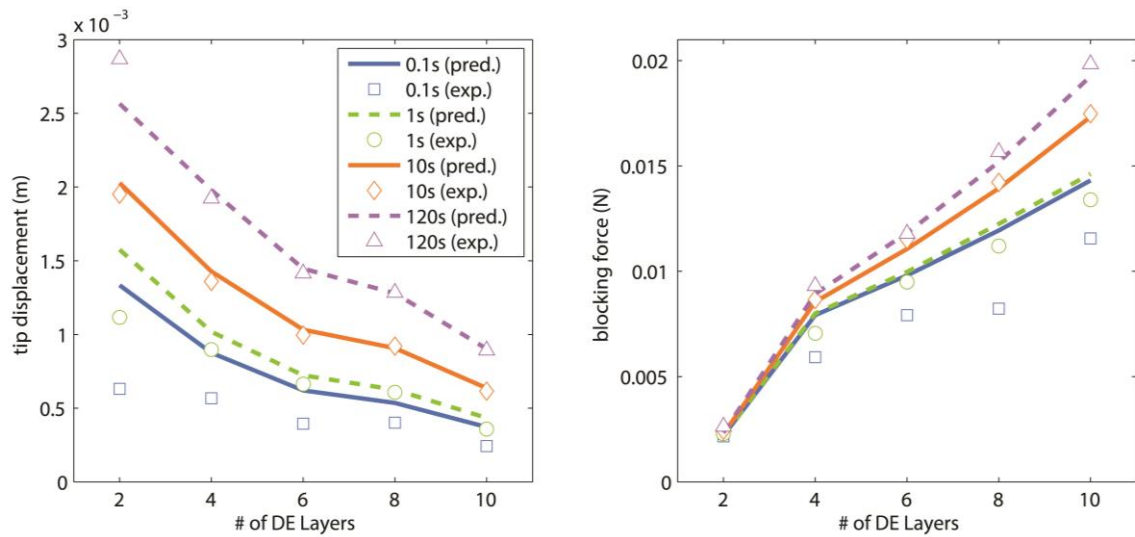 x 10⁻³
3
2.5
2
1.5
1
0.5
0
2 4 6 8 10
# of DE Layers
tip displacement (m)
0.1s (pred.)
0.1s (exp.)
1s (pred.)
1s (exp.)
10s (pred.)
10s (exp.)
120s (pred.)
120s (exp.)
0.02
0.015
0.01
0.005
0
2 4 6 8 10
# of DE Layers
blocking force (N)